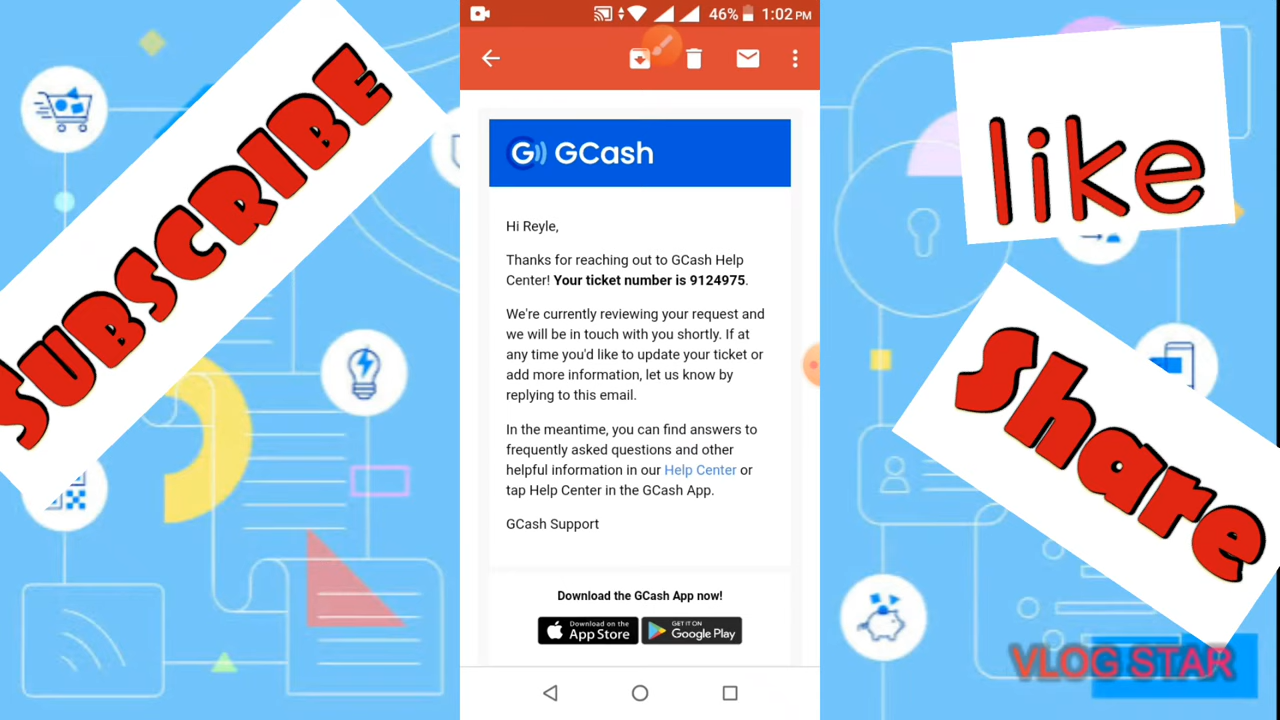 SUBSCRIBE
46% 1:02 PM
G)) GCash
Hi Reyle,
Thanks for reaching out to GCash Help
Center! Your ticket number is 9124975.
We're currently reviewing your request and
we will be in touch with you shortly. If at
any time you'd like to update your ticket or
add more information, let us know by
replying to this email.
In the meantime, you can find answers to
frequently asked questions and other
helpful information in our Help Center or
tap Help Center in the GCash App.
GCash Support
Download the GCash App now!
Download on the
App Store
GET IT ON
Google Play
like
Share
VLOG STAR